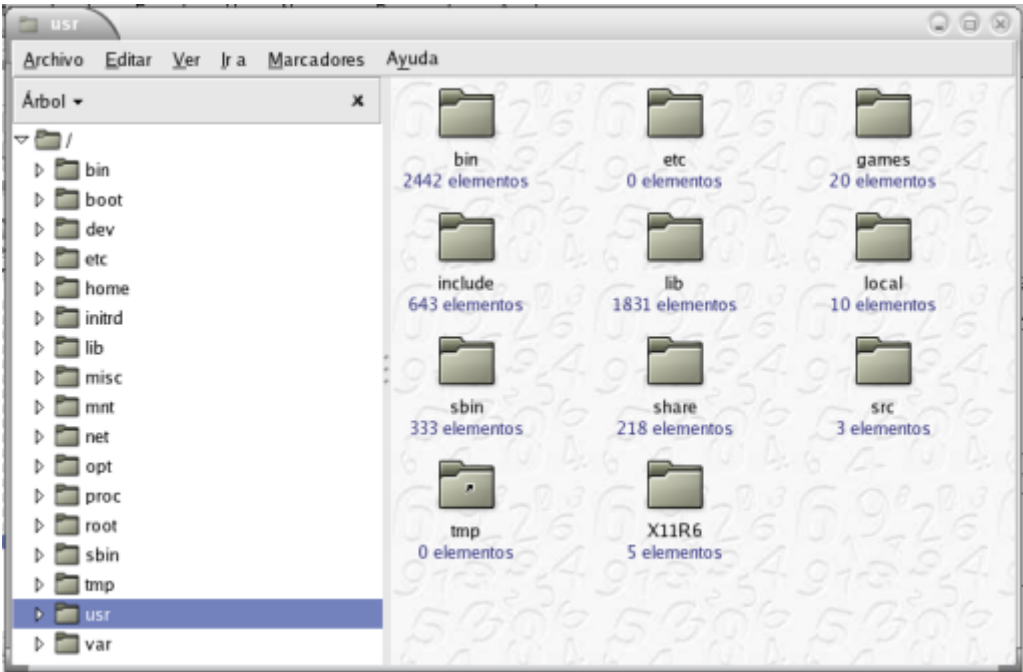 usr
Archivo Editar Ver Ir a Marcadores Ayuda
Árbol
/
bin
boot
dev
etc
home
initrd
lib
misc
mnt
net
opt
proc
root
sbin
tmp
usr
var
bin etc games
2442 elementos 0 elementos 20 elementos
include lib local
643 elementos 1831 elementos 10 elementos
sbin share src
333 elementos 218 elementos 3 elementos
tmp X11R6
0 elementos 5 elementos